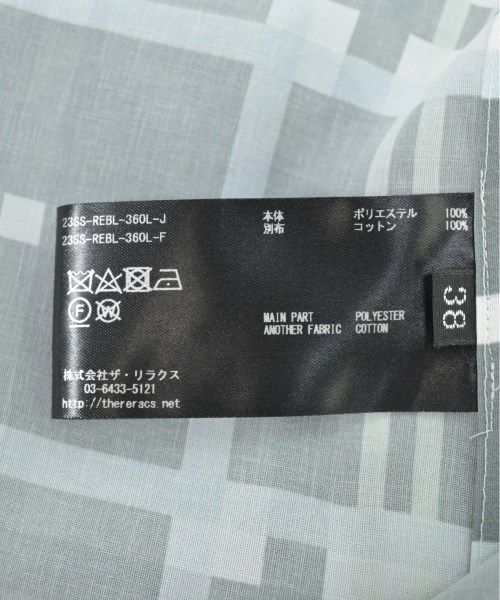 23SS-REBL-360L-J
23SS-REBL-360L-F
本体 ポリエステル 100%
別布 コットン 100%
F W
MAIN PART POLYESTER
ANOTHER FABRIC COTTON
38
株式会社ザ・リラクス
03-6433-5121
http://thereracs.net